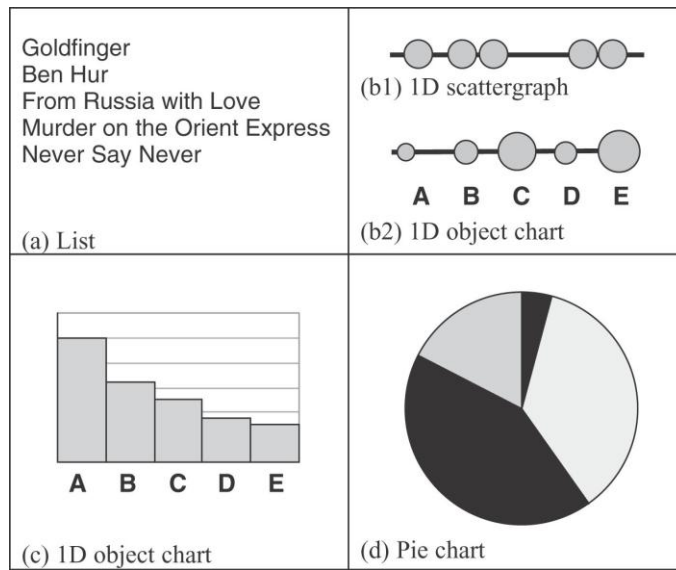 Goldfinger
Ben Hur
From Russia with Love
Murder on the Orient Express
Never Say Never
(a) List
(b1) 1D scattergraph
A B C D E
(b2) 1D object chart
A B C D E
(c) 1D object chart
(d) Pie chart